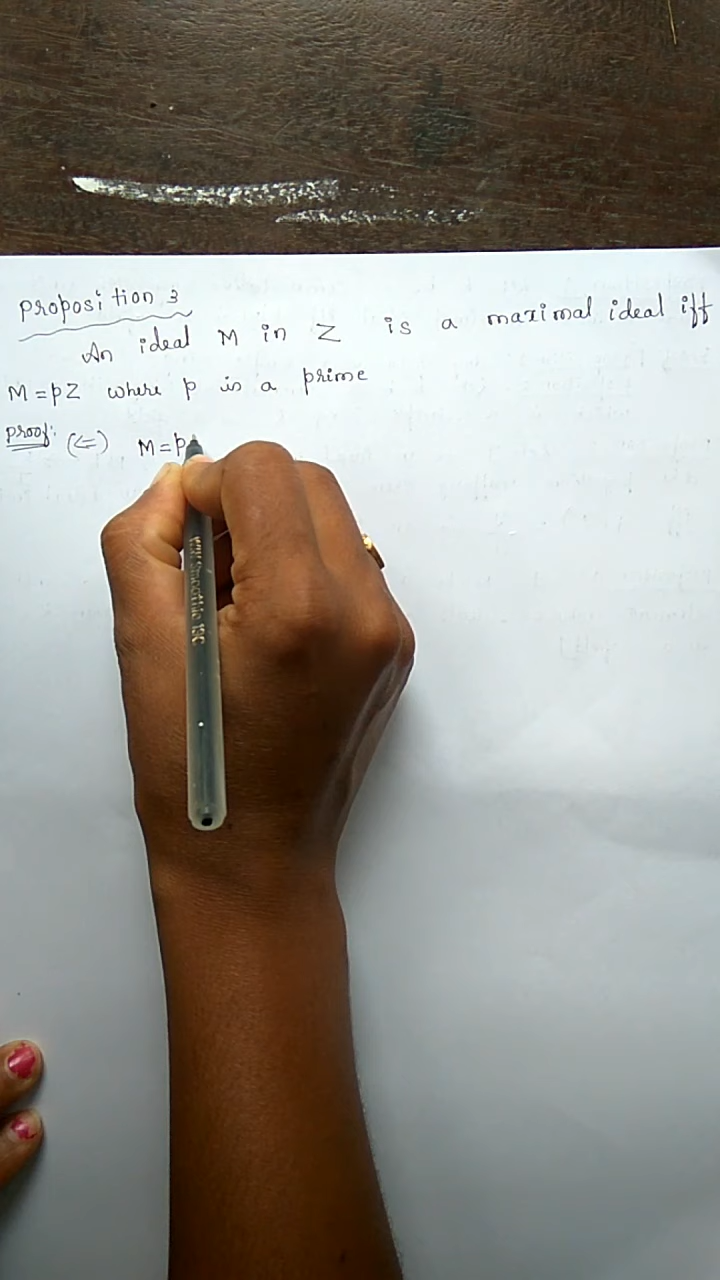 Proposition 3
An ideal M in Z is a maximal ideal iff
M = pZ where p is a prime
Proof: (⇐) M = p